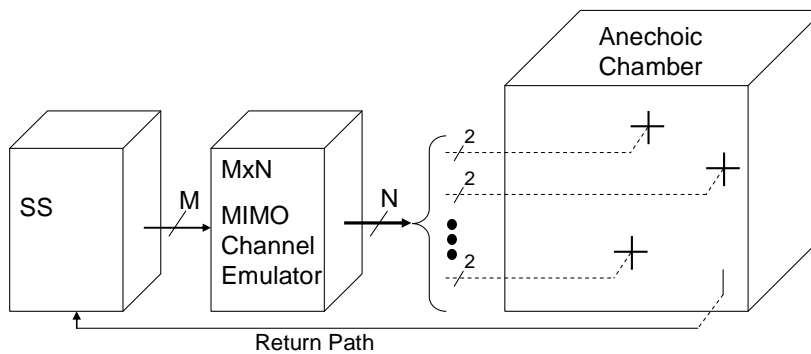 Anechoic
Chamber
SS
M
MxN
MIMO
Channel
Emulator
N
2
2
2
Return Path